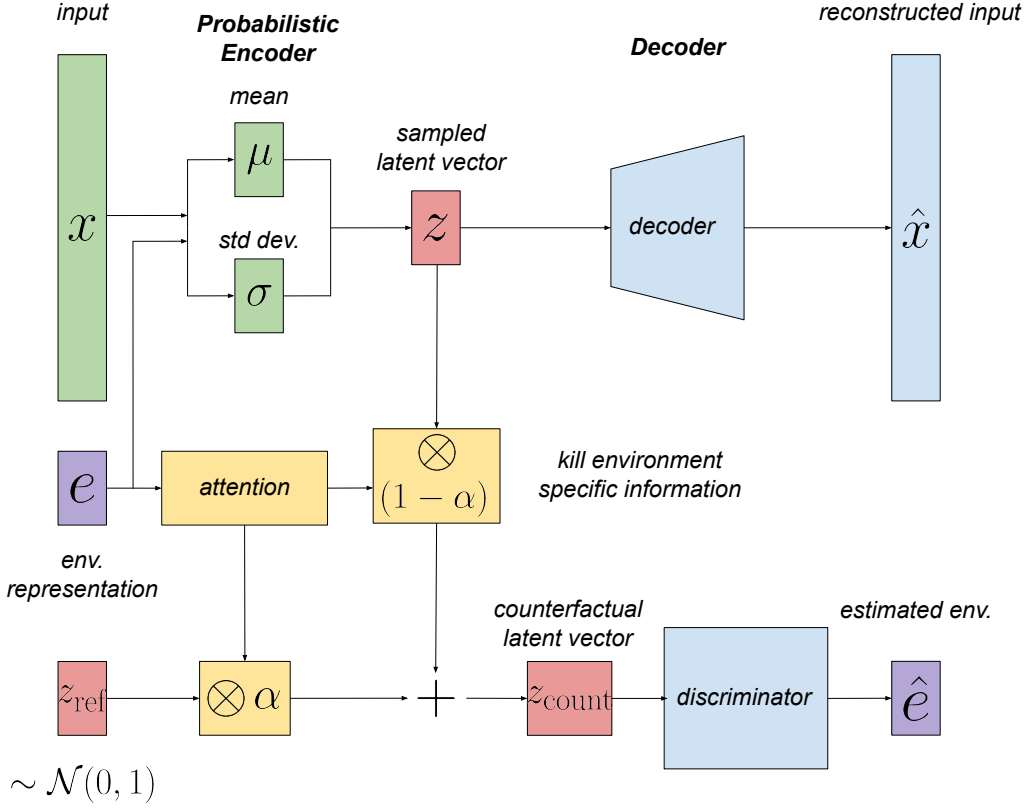 input
Probabilistic
Encoder
Decoder
reconstructed input
mean
μ
sampled
latent vector
x
std dev.
σ
z
decoder
x̂
e
attention
⊗
(1 − α)
kill environment
specific information
env.
representation
counterfactual
latent vector
estimated env.
z_ref
⊗ α
+
z_count
discriminator
ê
∼ 𝒩(0, 1)